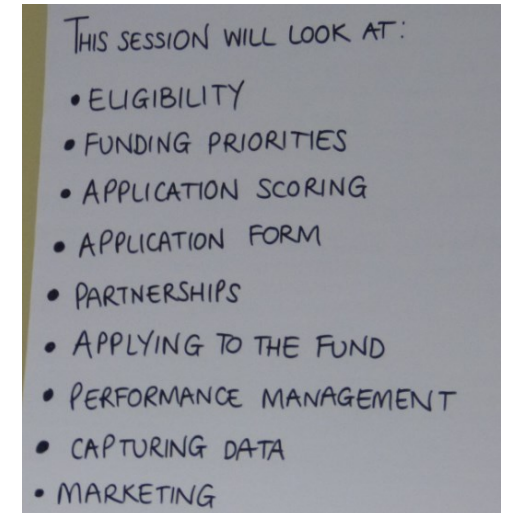 THIS SESSION WILL LOOK AT:
• ELIGIBILITY
• FUNDING PRIORITIES
• APPLICATION SCORING
• APPLICATION FORM
• PARTNERSHIPS
• APPLYING TO THE FUND
• PERFORMANCE MANAGEMENT
• CAPTURING DATA
• MARKETING